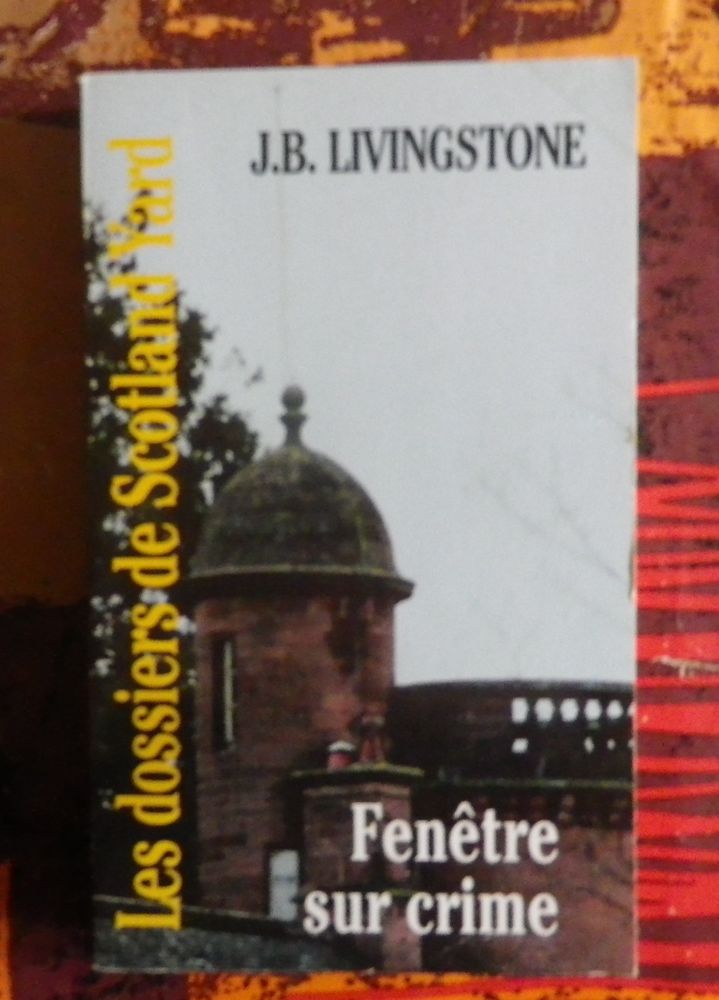 J.B. LIVINGSTONE
Les dossiers de Scotland Yard
Fenêtre
sur crime